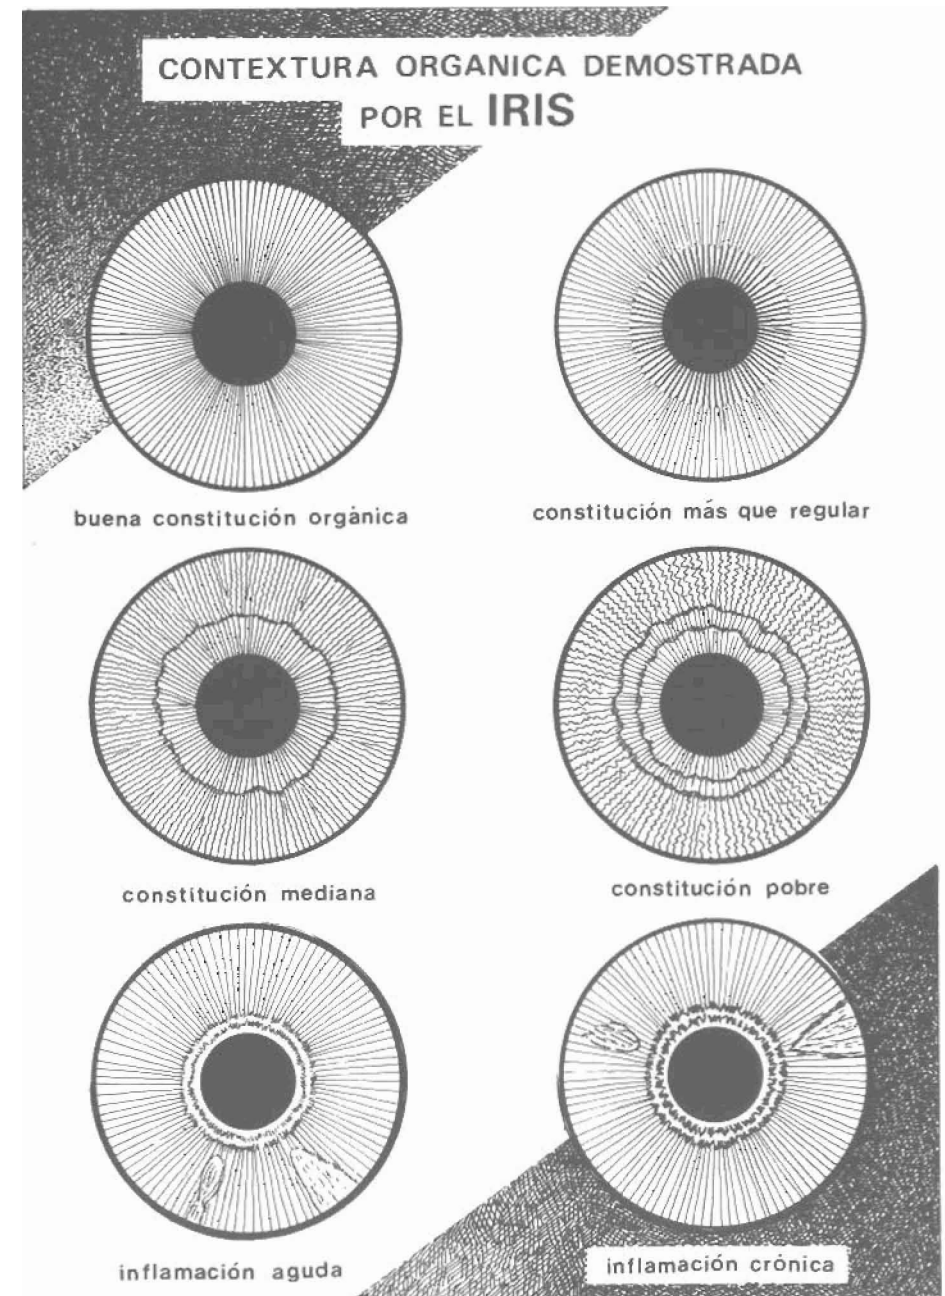 CONTEXTURA ORGANICA DEMOSTRADA
POR EL IRIS
buena constitución orgánica
constitución más que regular
constitución mediana
constitución pobre
inflamación aguda
inflamación crónica